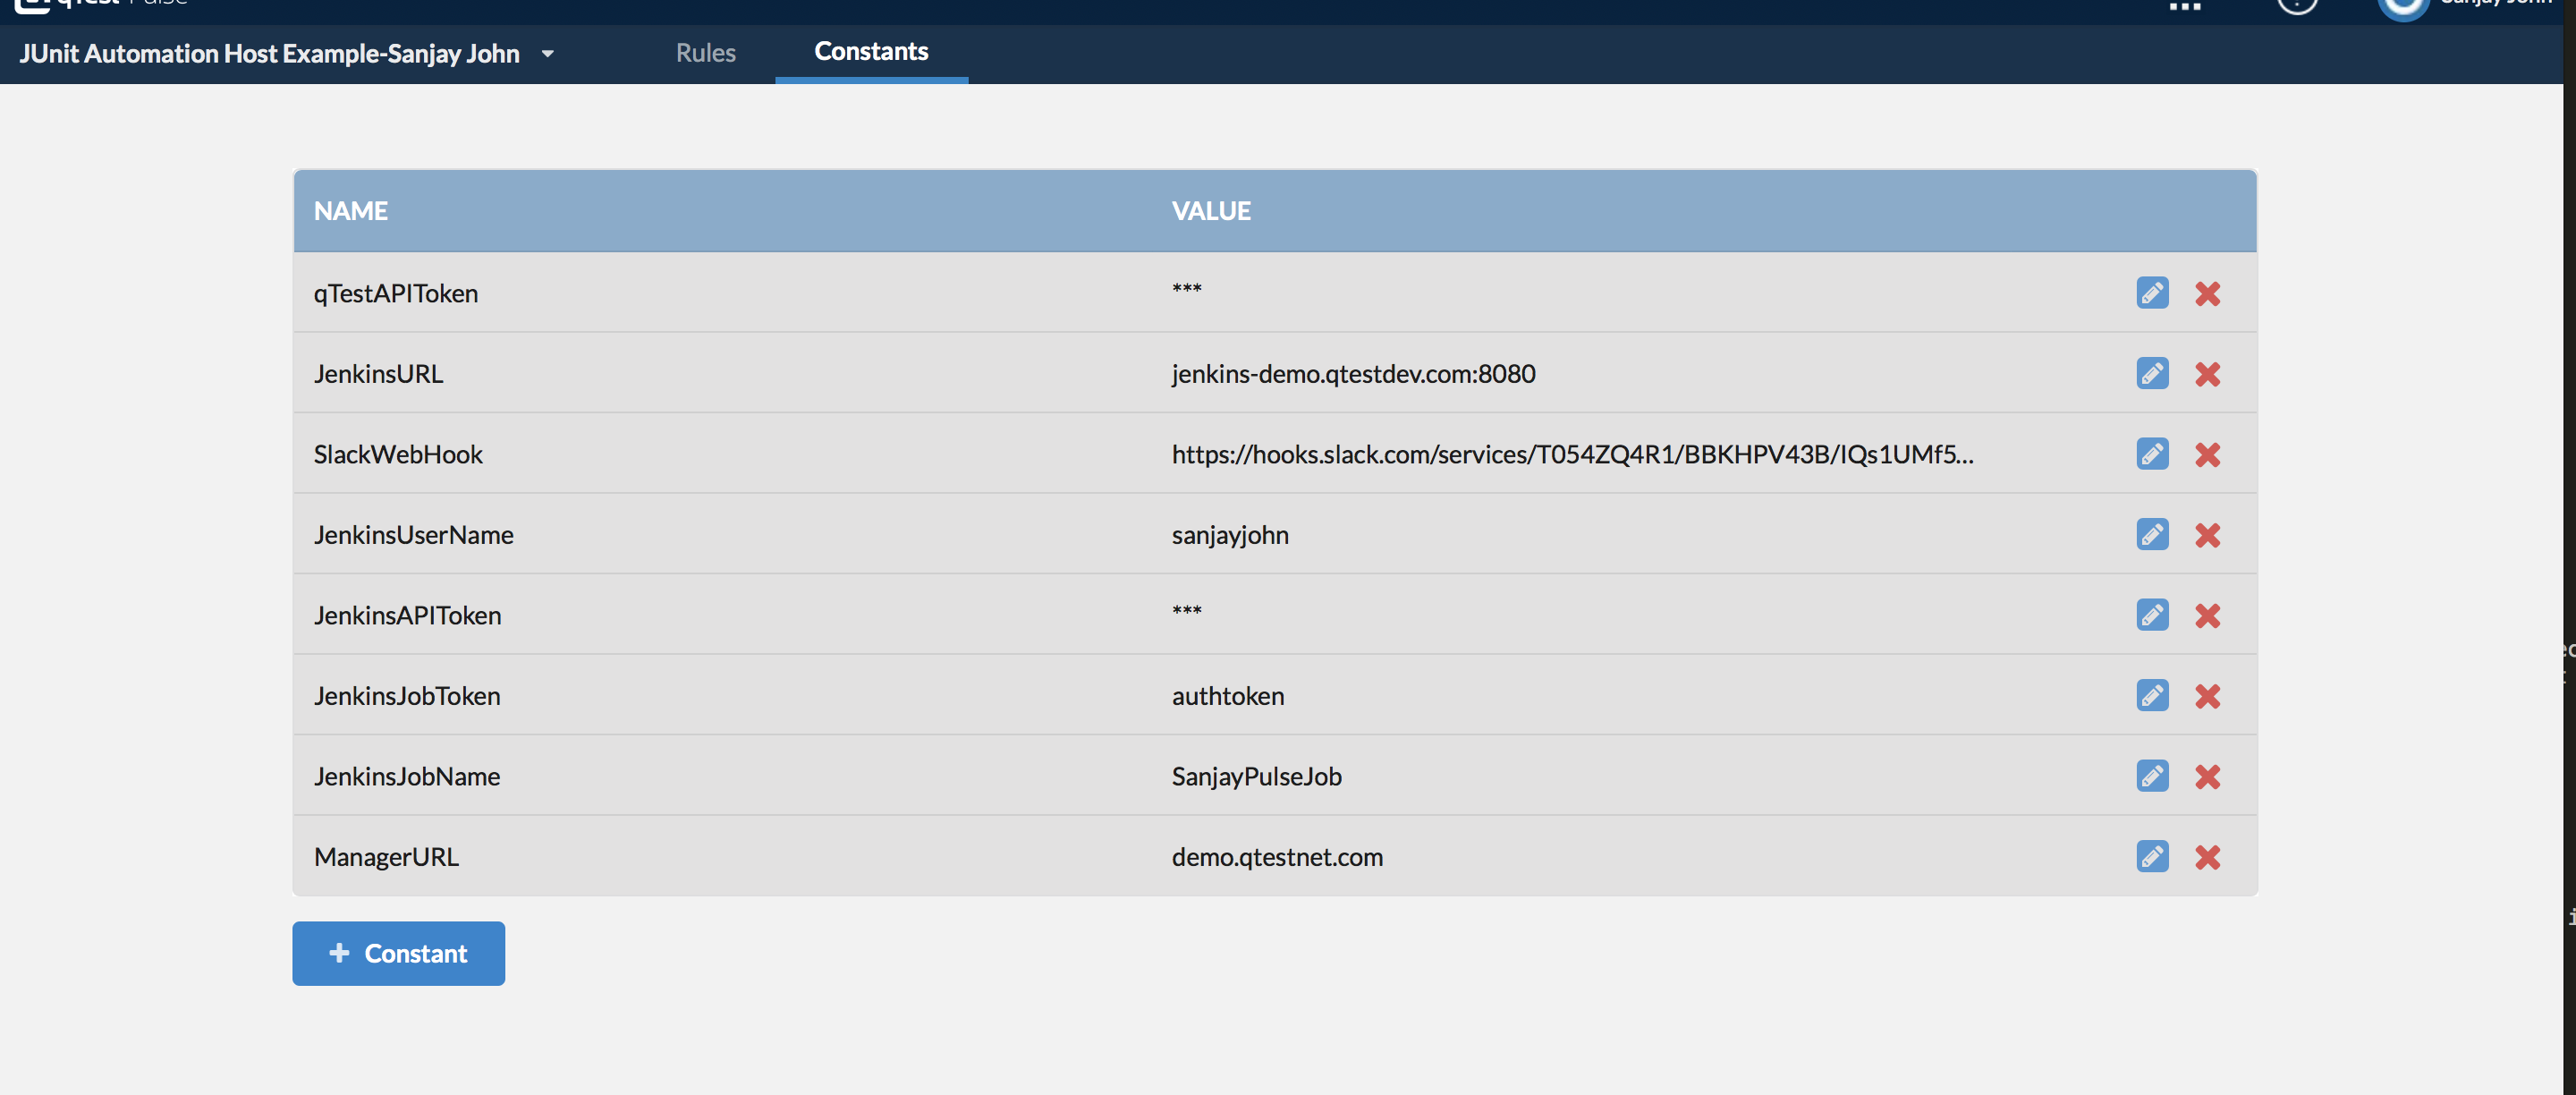 qTest Pulse
Sanjay John
JUnit Automation Host Example-Sanjay John
Rules
Constants
NAME VALUE
qTestAPIToken ***
JenkinsURL jenkins-demo.qtestdev.com:8080
SlackWebHook https://hooks.slack.com/services/T054ZQ4R1/BBKHPV43B/IQs1UMf5...
JenkinsUserName sanjayjohn
JenkinsAPIToken ***
JenkinsJobToken authtoken
JenkinsJobName SanjayPulseJob
ManagerURL demo.qtestnet.com
+ Constant